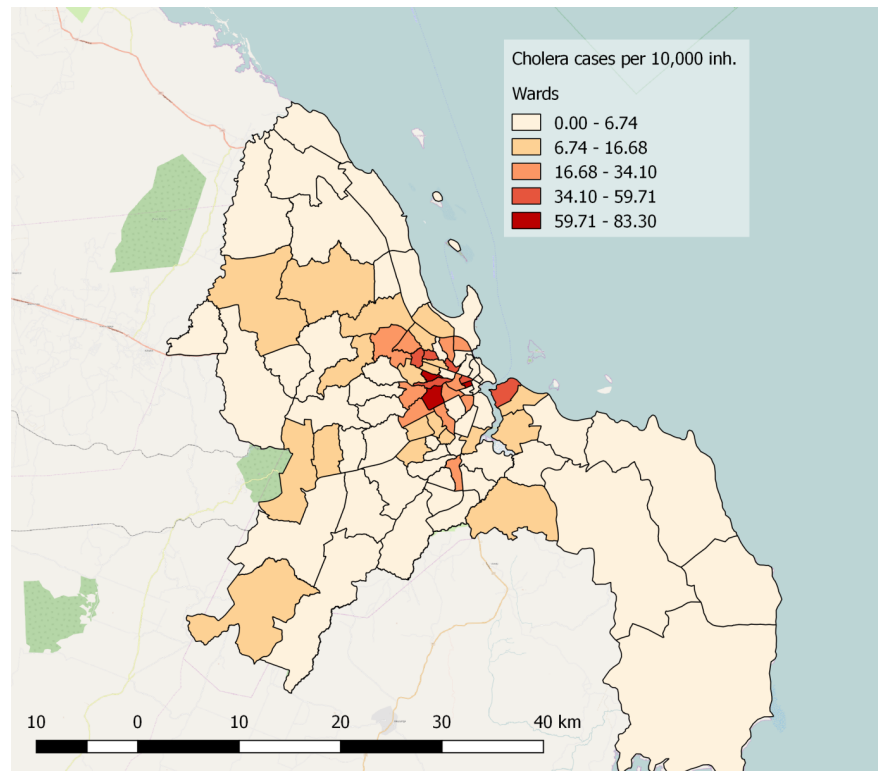 Cholera cases per 10,000 inh.
Wards
0.00 - 6.74
6.74 - 16.68
16.68 - 34.10
34.10 - 59.71
59.71 - 83.30
10 0 10 20 30 40 km